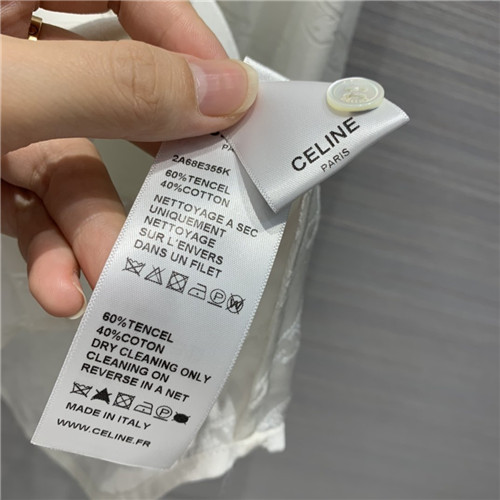 CELINE
PARIS
2A68E355K
60%TENCEL
40%COTTON
NETTOYAGE A SEC
UNIQUEMENT
NETTOYAGE
SUR L'ENVERS
DANS UN FILET
60%TENCEL
40%COTTON
DRY CLEANING ONLY
CLEANING ON
REVERSE IN A NET
MADE IN ITALY
WWW.CELINE.FR